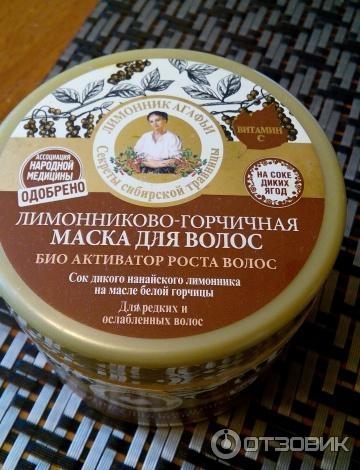 ЛИМОННИК АГАФЬИ
Секреты сибирской травницы
ВИТАМИН
С
АССОЦИАЦИЯ
НАРОДНОЙ
МЕДИЦИНЫ
ОДОБРЕНО
НА СОКЕ
ДИКИХ
ЯГОД
ЛИМОННИКОВО-ГОРЧИЧНАЯ
МАСКА ДЛЯ ВОЛОС
БИО АКТИВАТОР РОСТА ВОЛОС
Сок дикого нанайского лимонника
на масле белой горчицы
Для редких и
ослабленных волос
ОТЗОВИК